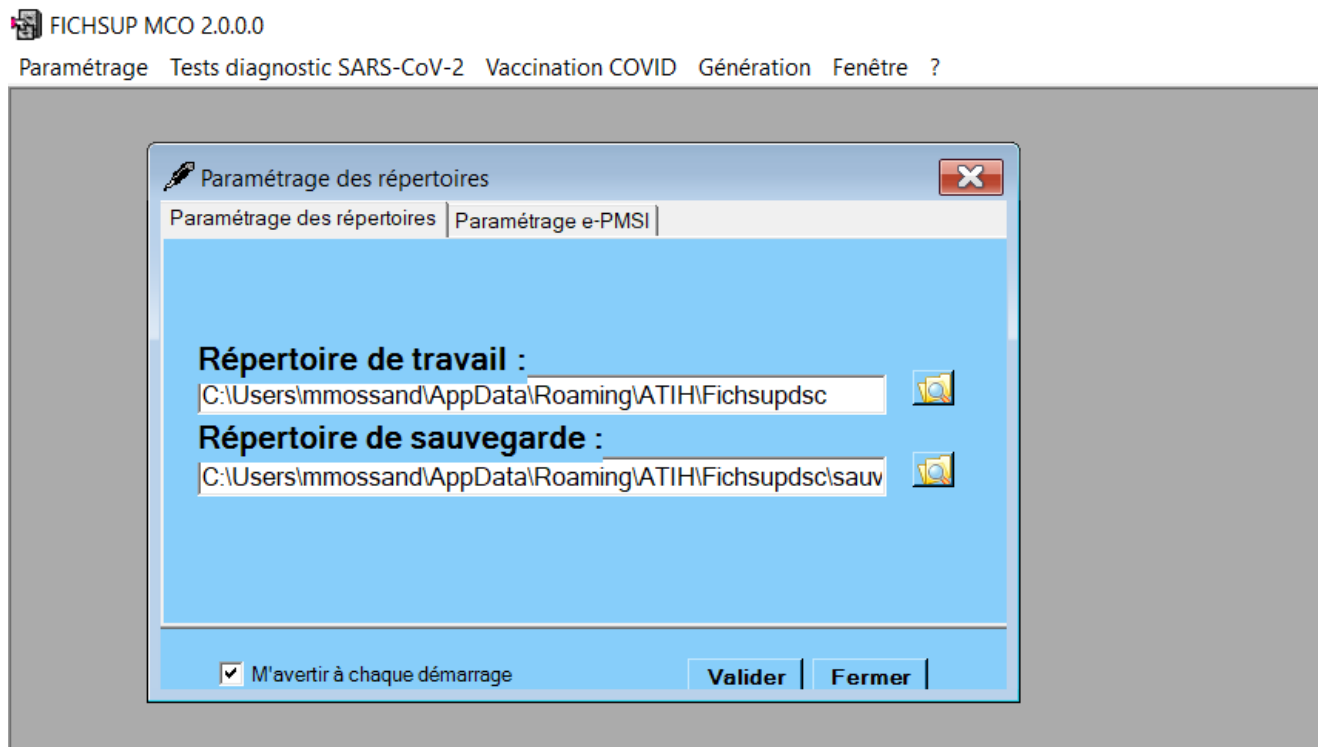 FICHSUP MCO 2.0.0.0
Paramétrage Tests diagnostic SARS-CoV-2 Vaccination COVID Génération Fenêtre ?
Paramétrage des répertoires
Paramétrage des répertoires Paramétrage e-PMSI
Répertoire de travail :
C:\Users\mmossand\AppData\Roaming\ATIH\Fichsupdsc
Répertoire de sauvegarde :
C:\Users\mmossand\AppData\Roaming\ATIH\Fichsupdsc\sauv
M'avertir à chaque démarrage Valider Fermer